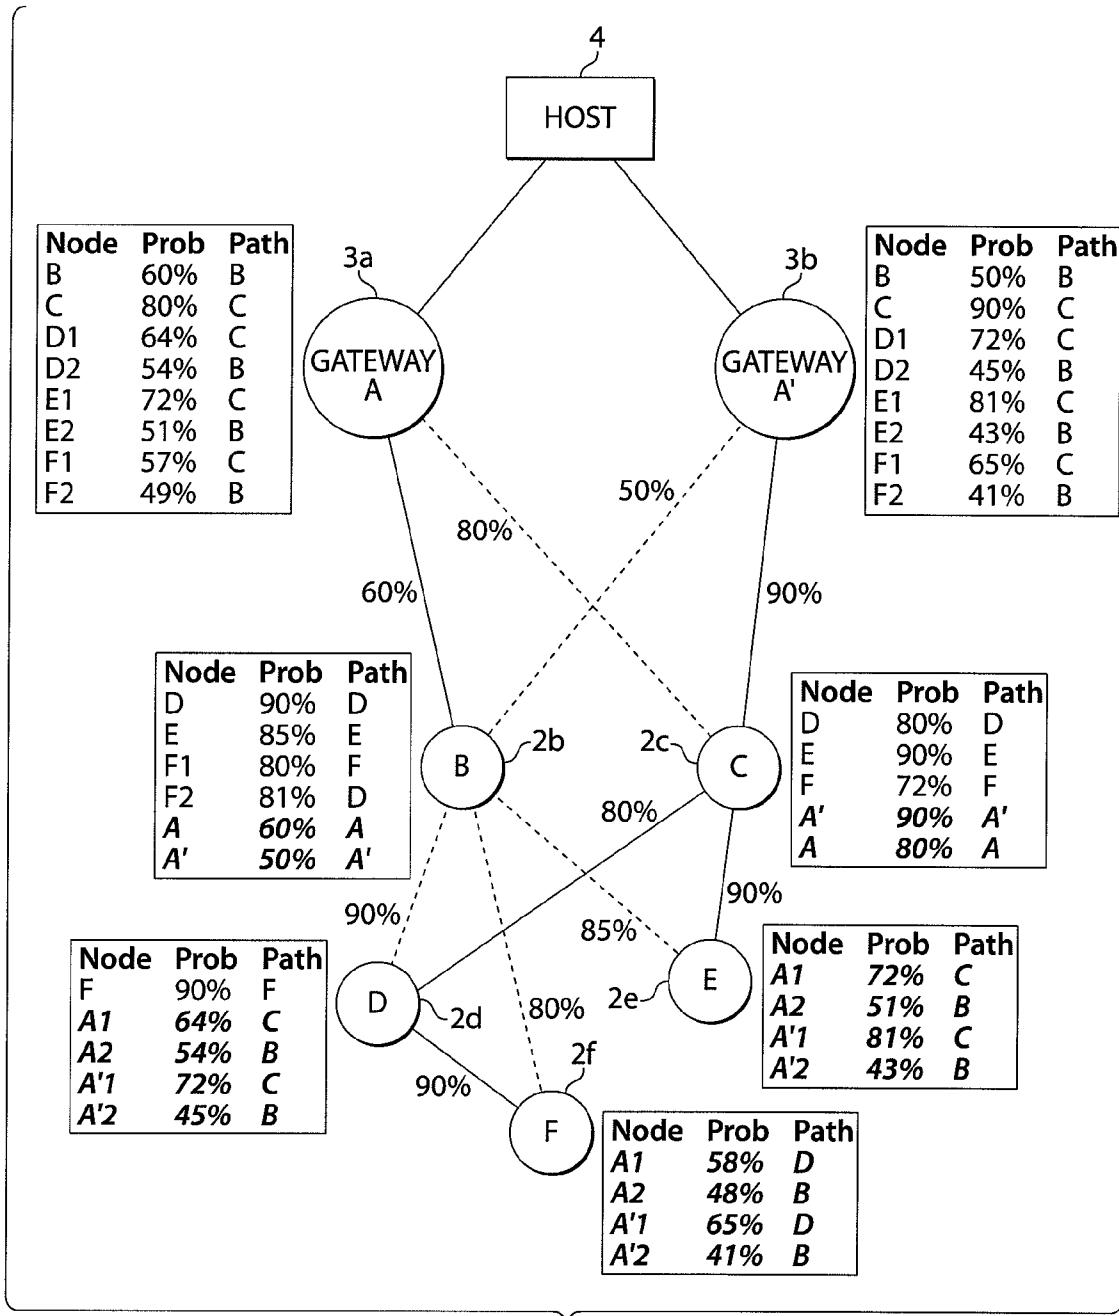 4
HOST
Node Prob Path
B 60% B
C 80% C
D1 64% C
D2 54% B
E1 72% C
E2 51% B
F1 57% C
F2 49% B
3a
GATEWAY
A
3b
GATEWAY
A'
Node Prob Path
B 50% B
C 90% C
D1 72% C
D2 45% B
E1 81% C
E2 43% B
F1 65% C
F2 41% B
50%
80%
60%
90%
Node Prob Path
D 90% D
E 85% E
F1 80% F
F2 81% D
A 60% A
A' 50% A'
B
2b
2c
C
Node Prob Path
D 80% D
E 90% E
F 72% F
A' 90% A'
A 80% A
80%
90%
90%
85%
80%
Node Prob Path
F 90% F
A1 64% C
A2 54% B
A'1 72% C
A'2 45% B
D
2d
2e
E
Node Prob Path
A1 72% C
A2 51% B
A'1 81% C
A'2 43% B
90%
2f
F
Node Prob Path
A1 58% D
A2 48% B
A'1 65% D
A'2 41% B